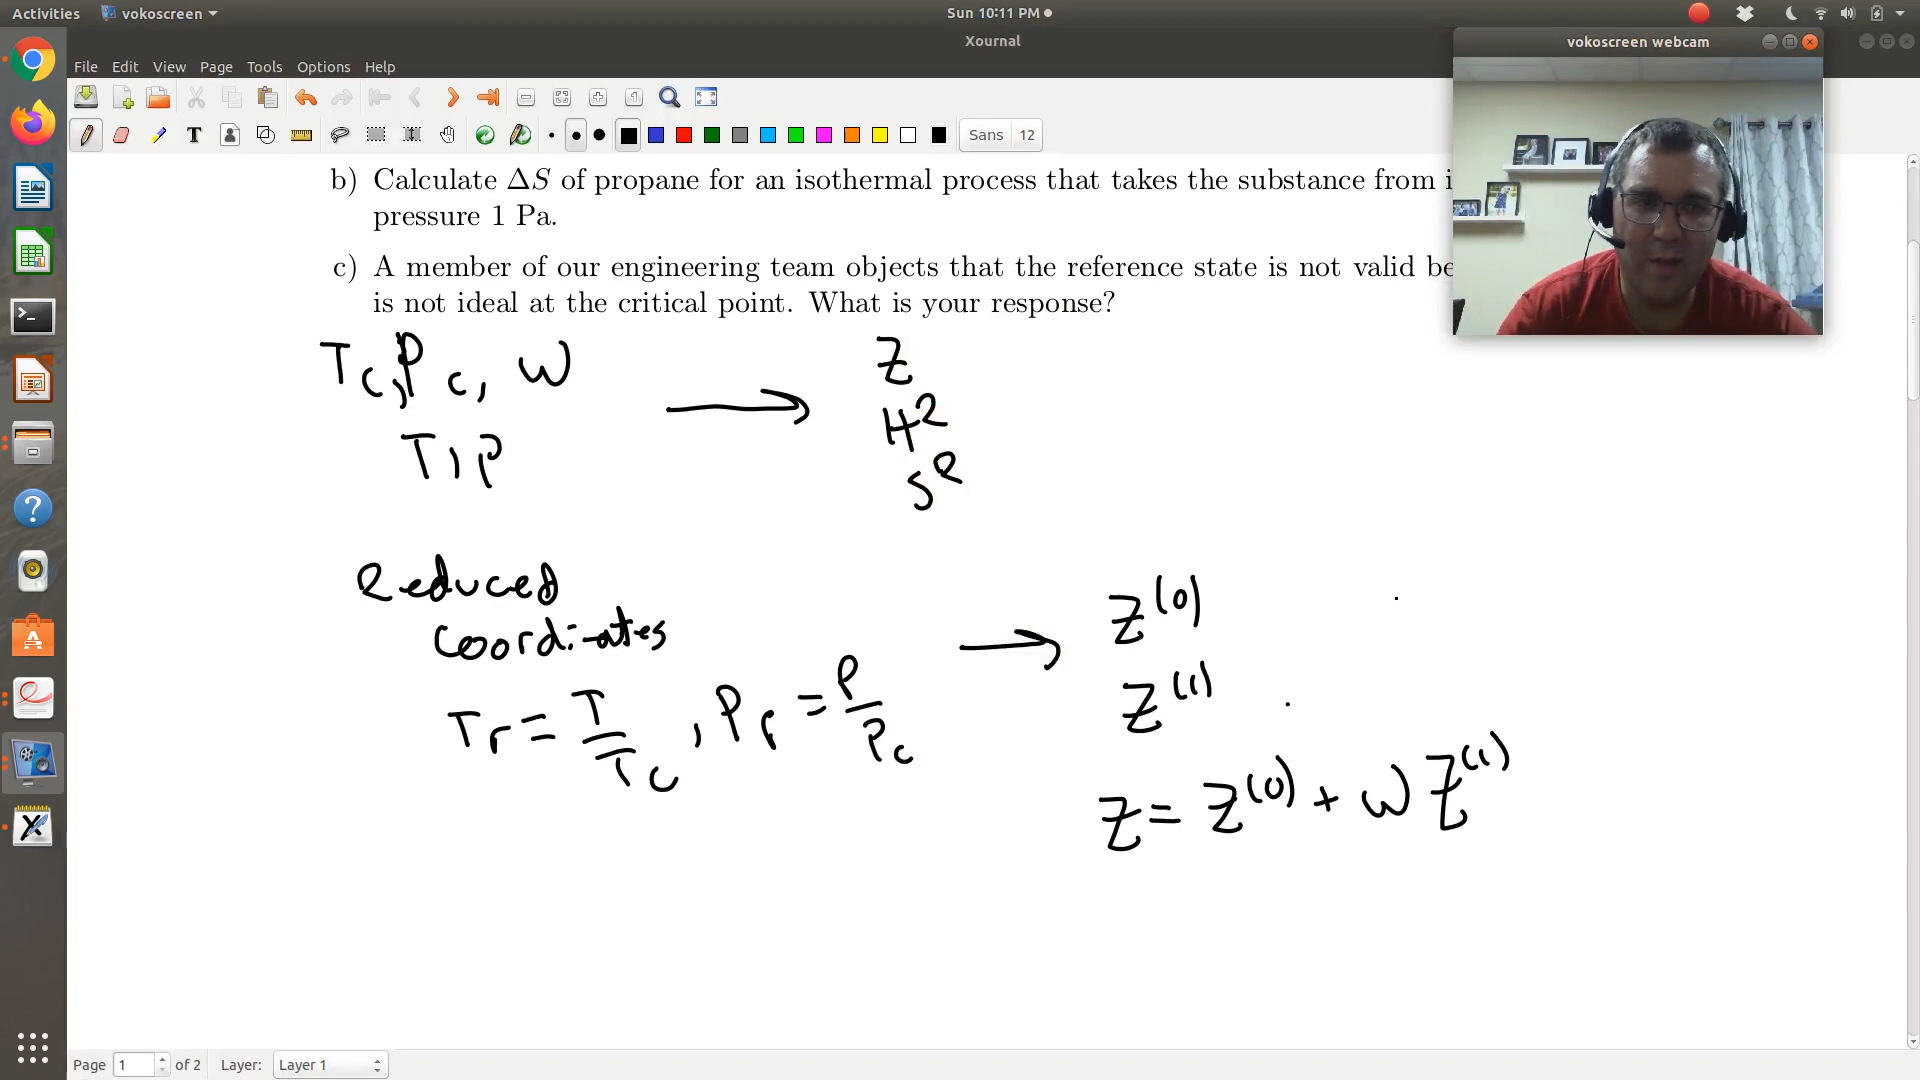 Activities vokoscreen Sun 10:11 PM
Xournal
vokoscreen webcam
File Edit View Page Tools Options Help
Sans 12
b) Calculate ΔS of propane for an isothermal process that takes the substance from i
pressure 1 Pa.
c) A member of our engineering team objects that the reference state is not valid be
is not ideal at the critical point. What is your response?
Tc, Pc, ω → Z
H^R
T, P
S^R
Reduced
coordinates → Z^(0)
Z^(1)
Tr = T/Tc, Pr = P/Pc
Z = Z^(0) + ω Z^(1)
Page 1 of 2 Layer: Layer 1